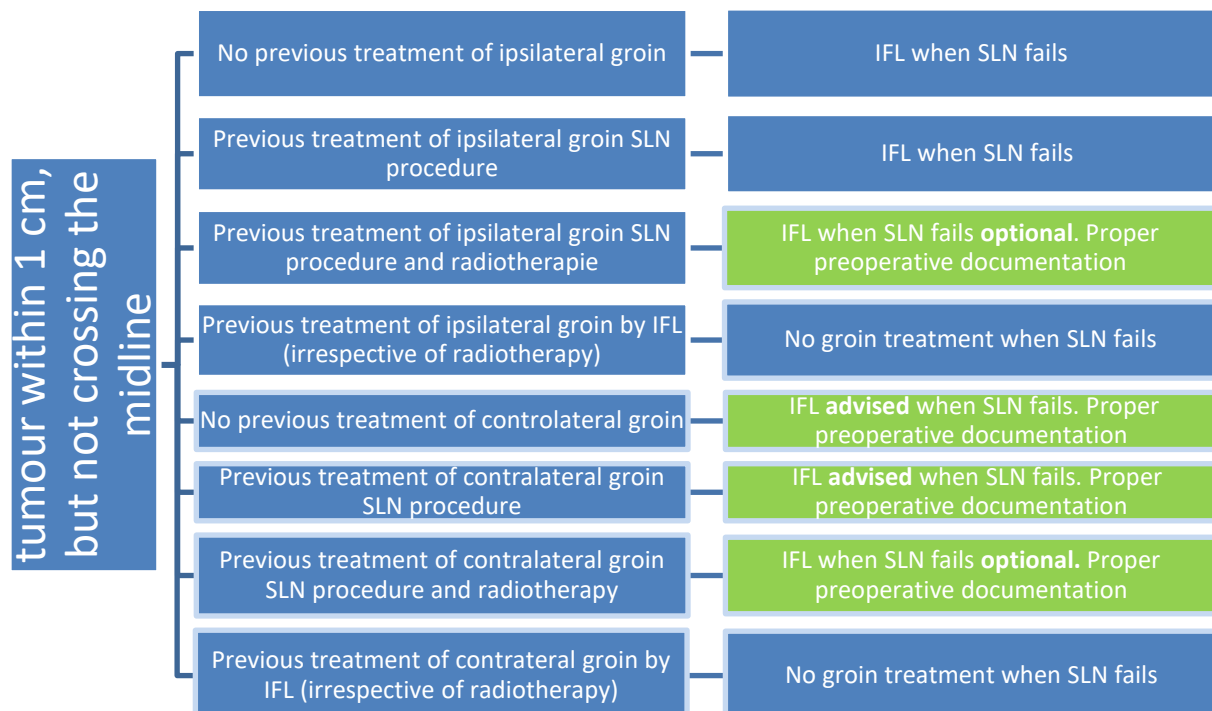 tumour within 1 cm,
but not crossing the
midline
No previous treatment of ipsilateral groin
IFL when SLN fails
Previous treatment of ipsilateral groin SLN
procedure
IFL when SLN fails
Previous treatment of ipsilateral groin SLN
procedure and radiotherapie
IFL when SLN fails optional. Proper
preoperative documentation
Previous treatment of ipsilateral groin by IFL
(irrespective of radiotherapy)
No groin treatment when SLN fails
No previous treatment of controlateral groin
IFL advised when SLN fails. Proper
preoperative documentation
Previous treatment of contralateral groin
SLN procedure
IFL advised when SLN fails. Proper
preoperative documentation
Previous treatment of contralateral groin
SLN procedure and radiotherapy
IFL when SLN fails optional. Proper
preoperative documentation
Previous treatment of contrateral groin by
IFL (irrespective of radiotherapy)
No groin treatment when SLN fails